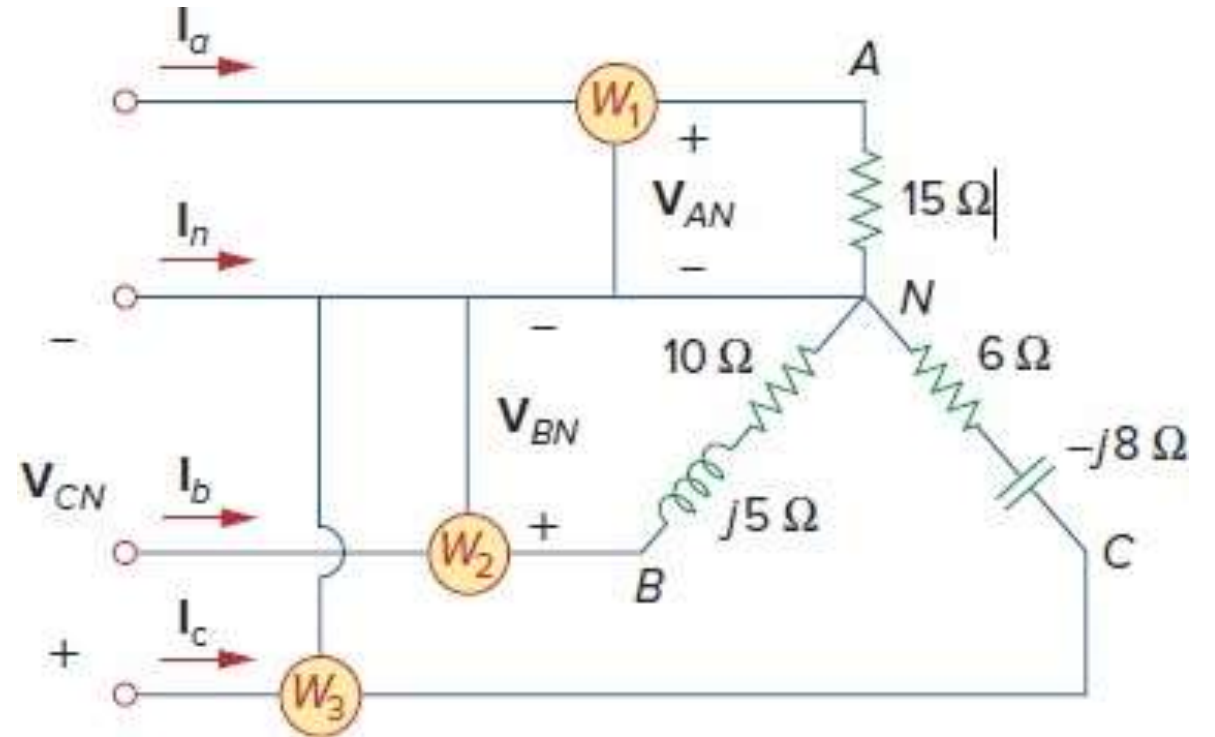 I_a
W_1
A
+
V_AN
15 Ω
I_n
–
N
–
–
10 Ω
6 Ω
V_BN
–j8 Ω
V_CN
I_b
+
j5 Ω
W_2
B
C
I_c
+
W_3